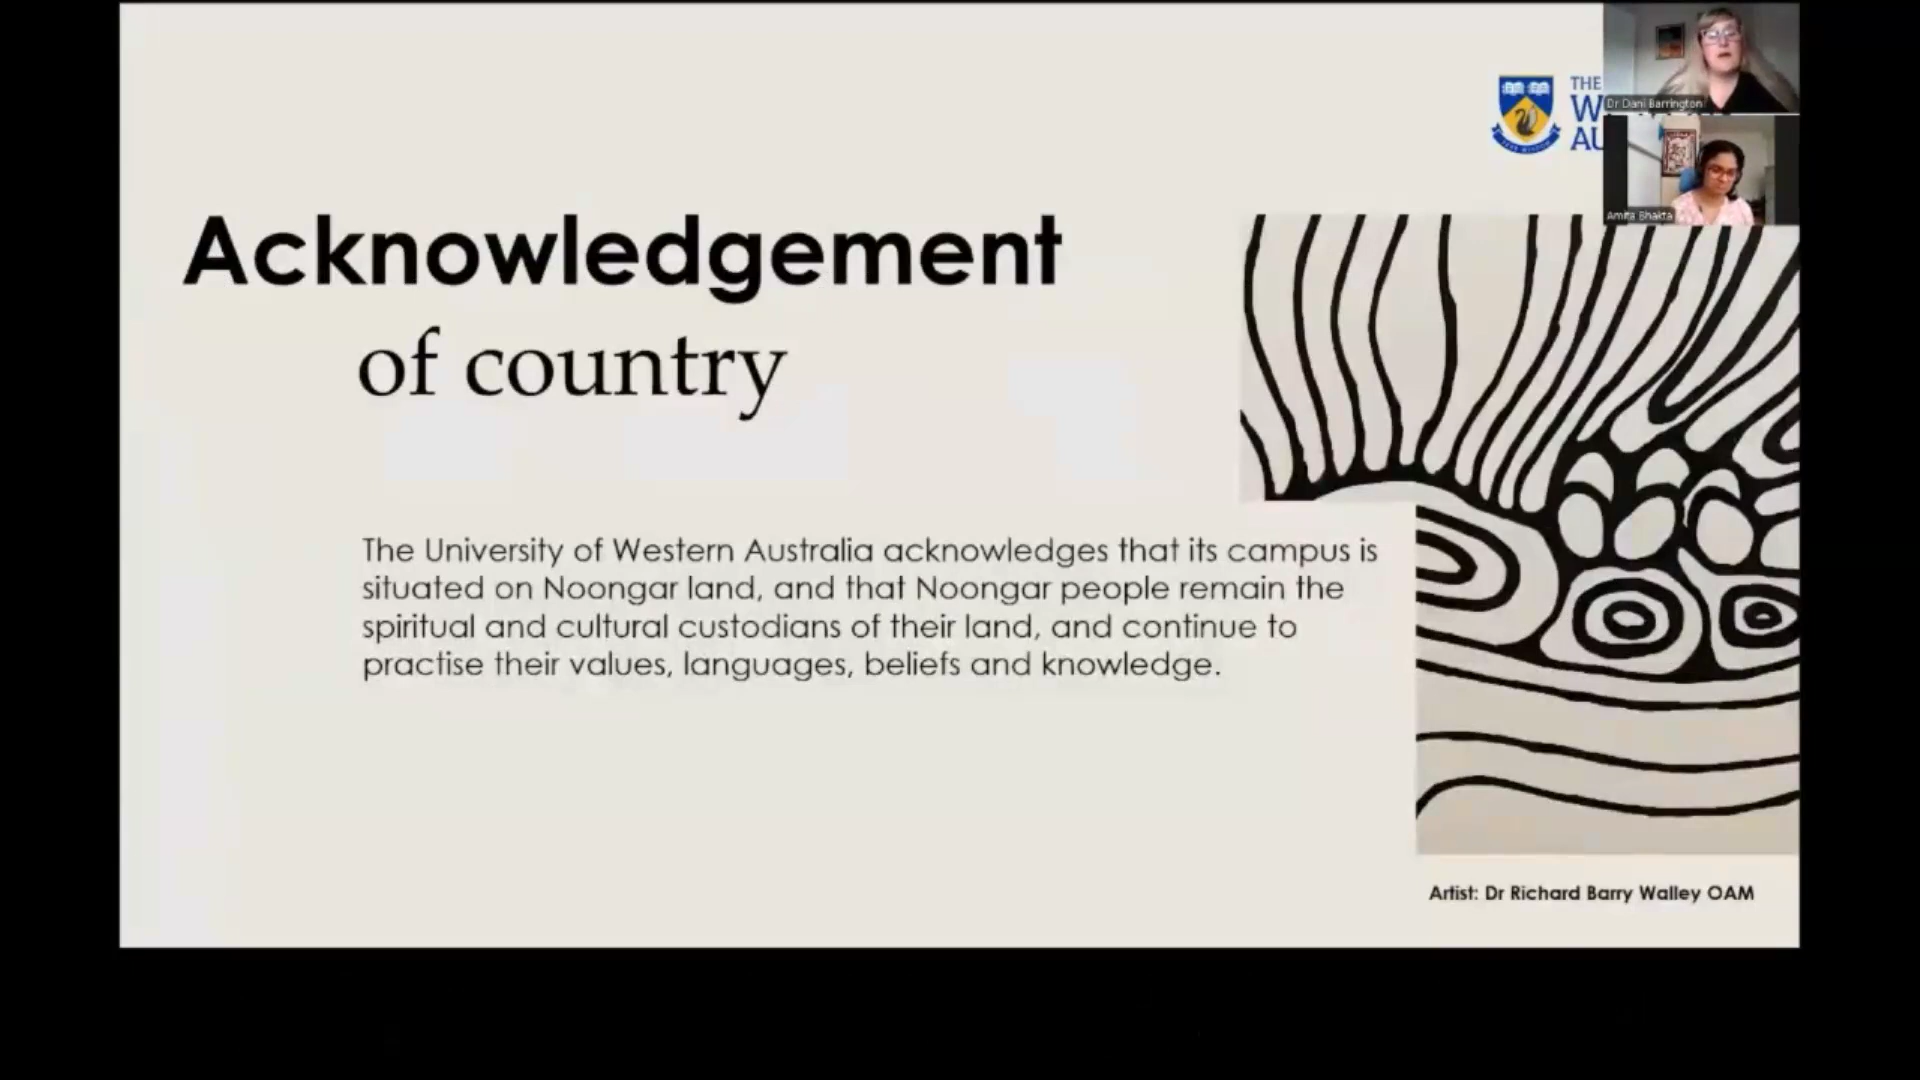 THE
W
AU
Dr Dani Barrington
Amita Bhakta
Acknowledgement
of country
The University of Western Australia acknowledges that its campus is
situated on Noongar land, and that Noongar people remain the
spiritual and cultural custodians of their land, and continue to
practise their values, languages, beliefs and knowledge.
Artist: Dr Richard Barry Walley OAM